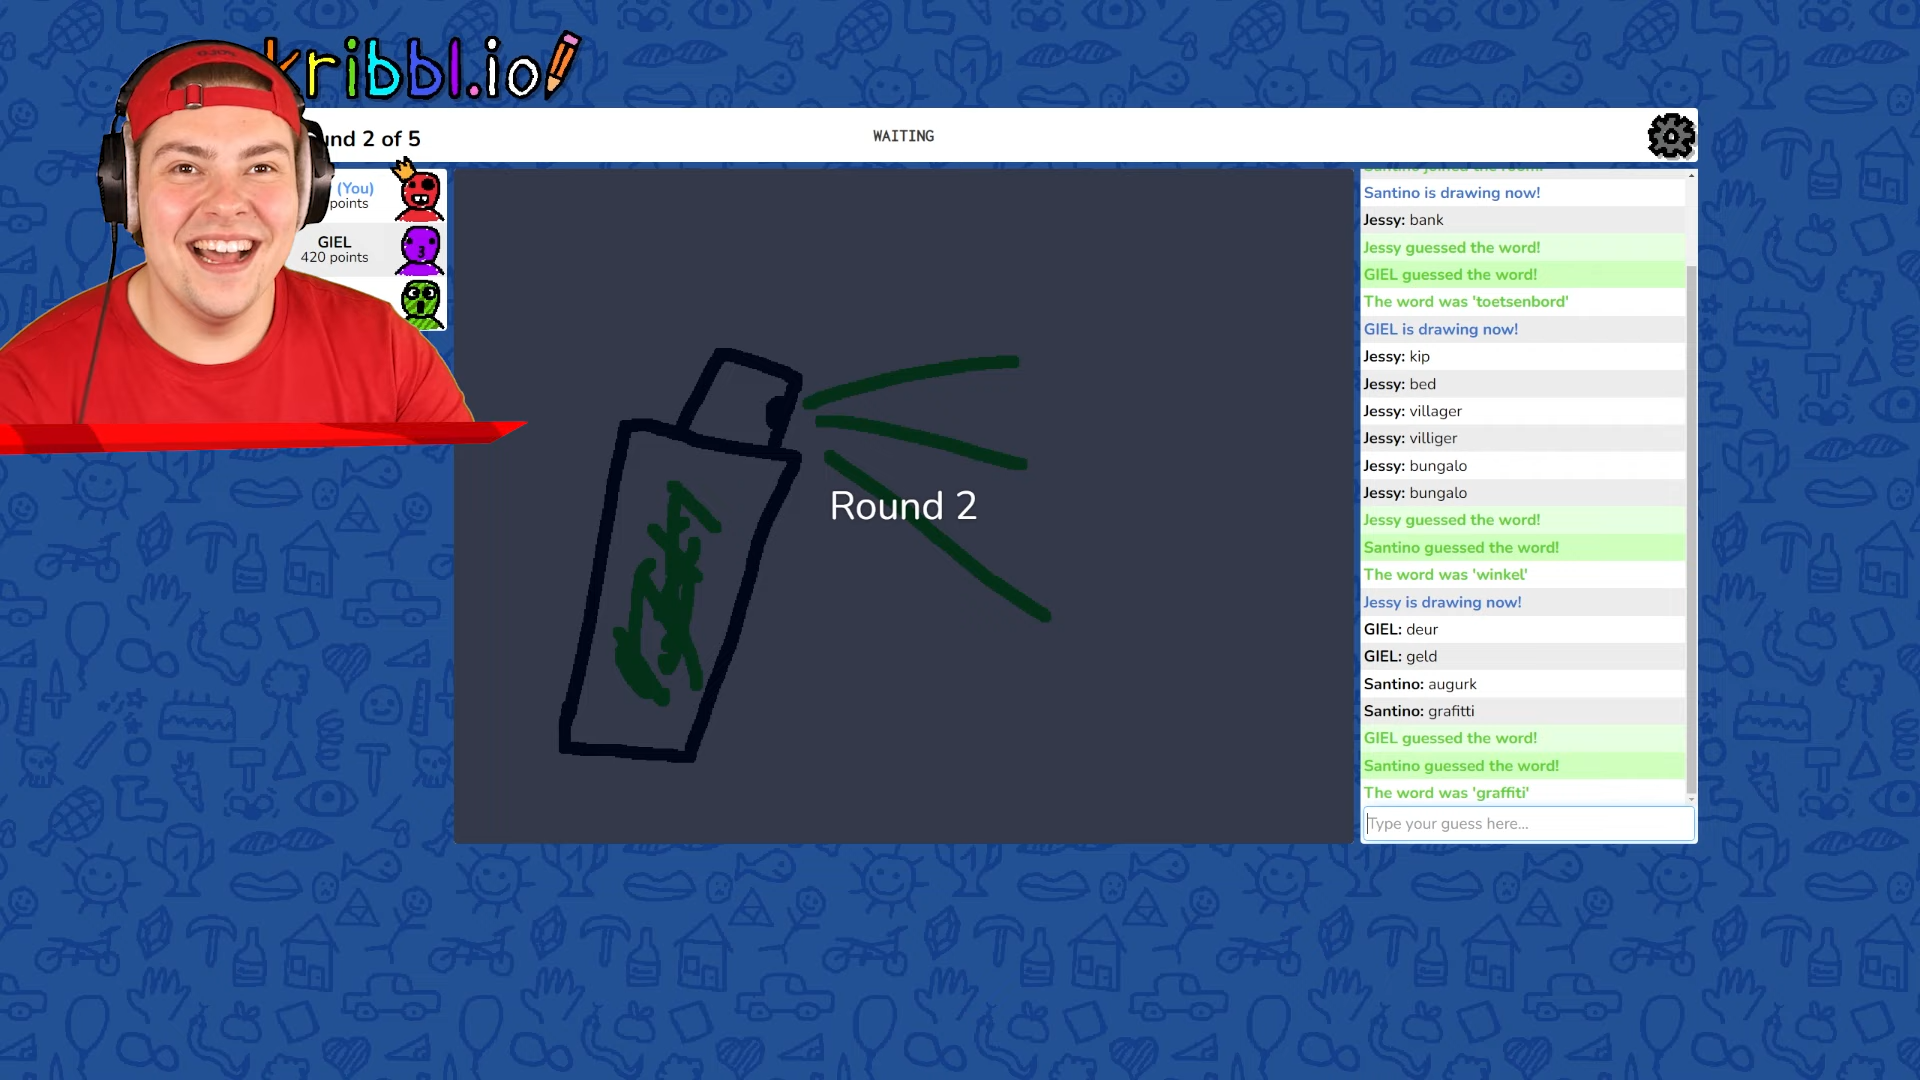 kribbl.io
und 2 of 5
WAITING
(You)
points
GIEL
420 points
Round 2
Santino joined the room!
Santino is drawing now!
Jessy: bank
Jessy guessed the word!
GIEL guessed the word!
The word was 'toetsenbord'
GIEL is drawing now!
Jessy: kip
Jessy: bed
Jessy: villager
Jessy: villiger
Jessy: bungalo
Jessy: bungalo
Jessy guessed the word!
Santino guessed the word!
The word was 'winkel'
Jessy is drawing now!
GIEL: deur
GIEL: geld
Santino: augurk
Santino: grafitti
GIEL guessed the word!
Santino guessed the word!
The word was 'graffiti'
Type your guess here...